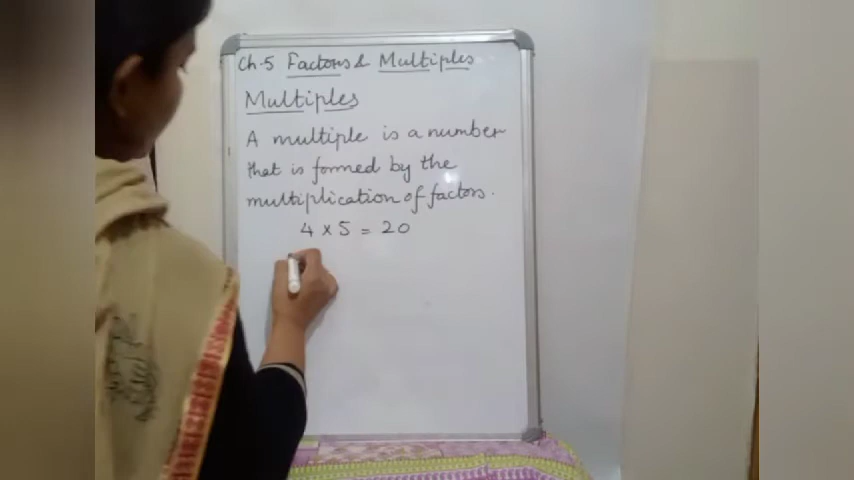 Ch-5 Factors & Multiples
Multiples
A multiple is a number
that is formed by the
multiplication of factors.
4 x 5 = 20